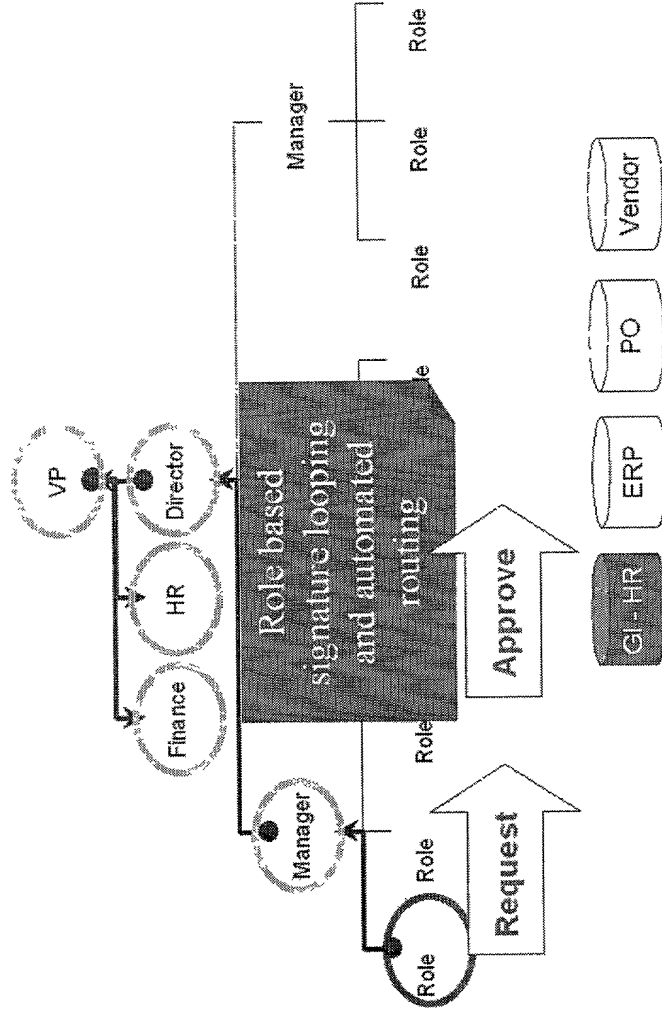 VP
Finance
HR
Director
Manager
Manager
Role based
signature looping
and automated
routing
Role
Role
Role
Role
Role
Role
Request
Approve
GI - HR
ERP
PO
Vendor